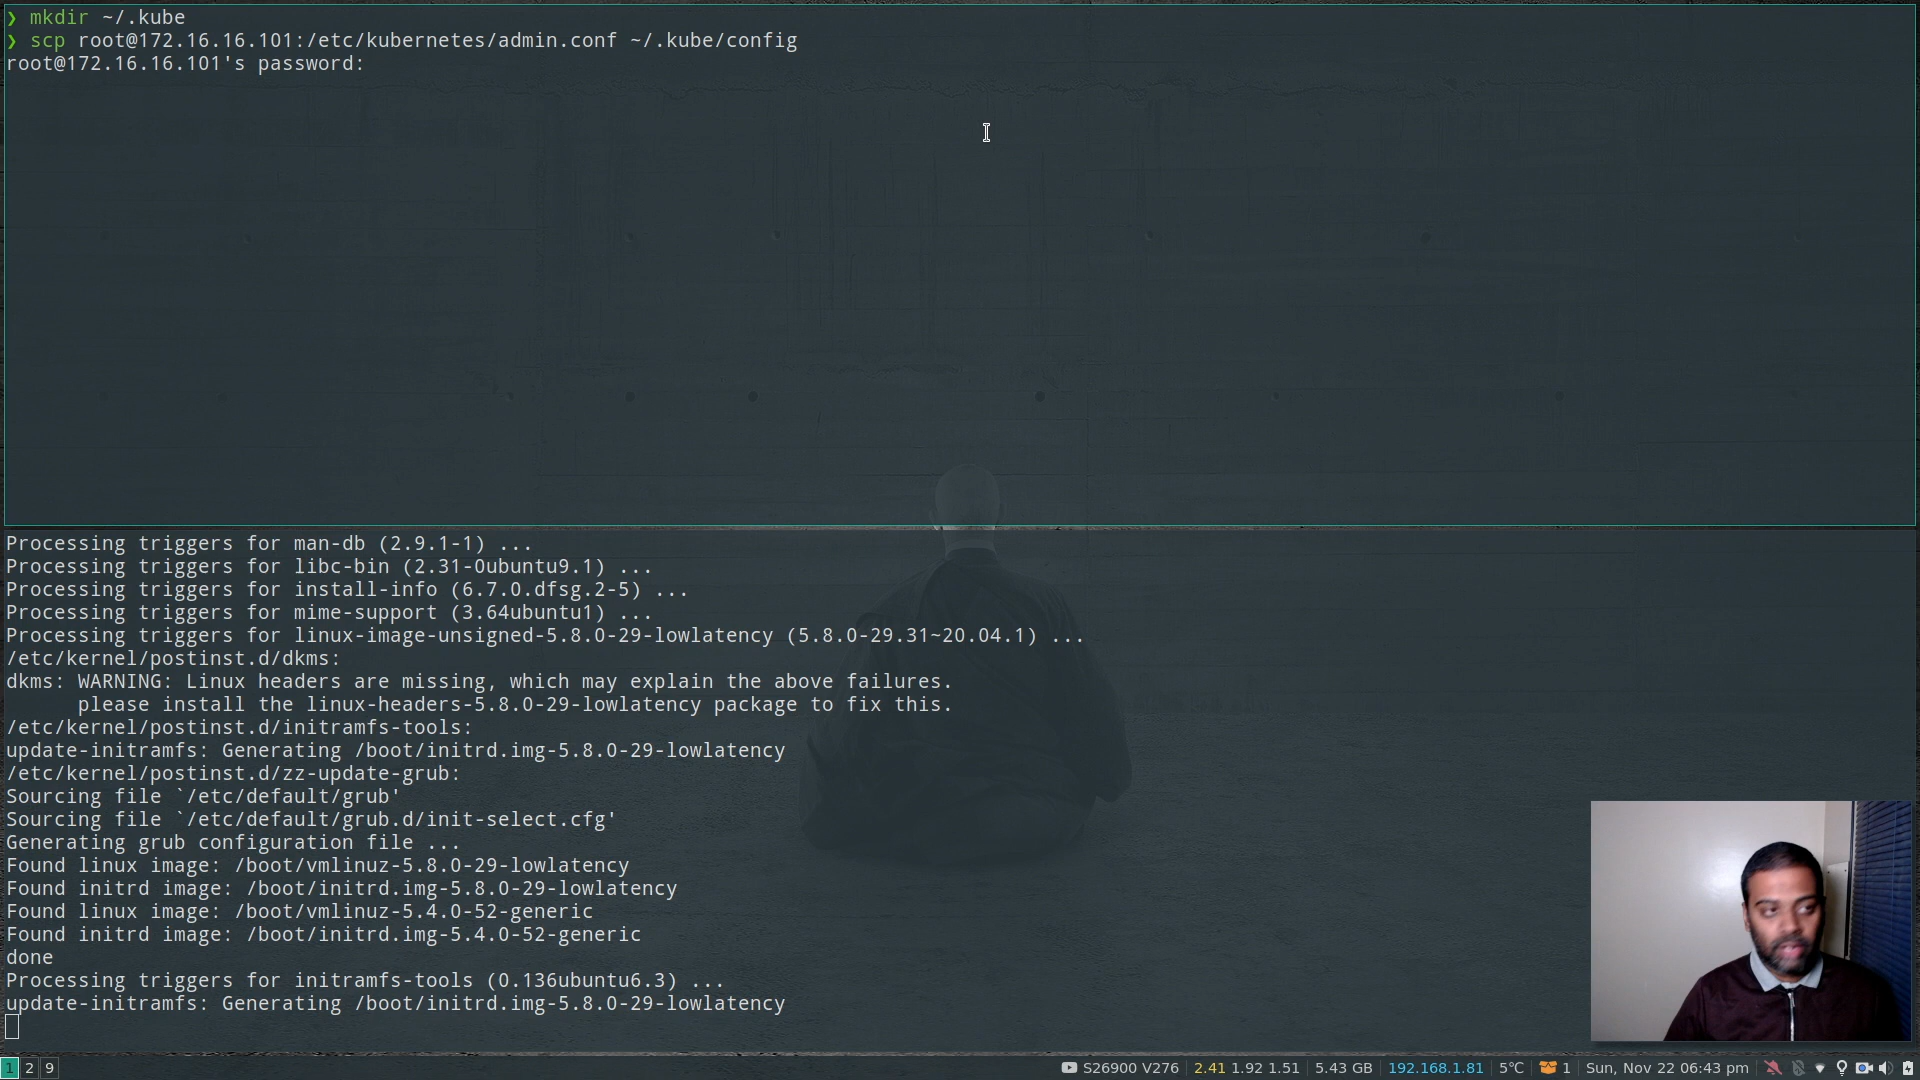 ❯ mkdir ~/.kube
❯ scp root@172.16.16.101:/etc/kubernetes/admin.conf ~/.kube/config
root@172.16.16.101's password:
Processing triggers for man-db (2.9.1-1) ...
Processing triggers for libc-bin (2.31-0ubuntu9.1) ...
Processing triggers for install-info (6.7.0.dfsg.2-5) ...
Processing triggers for mime-support (3.64ubuntu1) ...
Processing triggers for linux-image-unsigned-5.8.0-29-lowlatency (5.8.0-29.31~20.04.1) ...
/etc/kernel/postinst.d/dkms:
dkms: WARNING: Linux headers are missing, which may explain the above failures.
      please install the linux-headers-5.8.0-29-lowlatency package to fix this.
/etc/kernel/postinst.d/initramfs-tools:
update-initramfs: Generating /boot/initrd.img-5.8.0-29-lowlatency
/etc/kernel/postinst.d/zz-update-grub:
Sourcing file `/etc/default/grub'
Sourcing file `/etc/default/grub.d/init-select.cfg'
Generating grub configuration file ...
Found linux image: /boot/vmlinuz-5.8.0-29-lowlatency
Found initrd image: /boot/initrd.img-5.8.0-29-lowlatency
Found linux image: /boot/vmlinuz-5.4.0-52-generic
Found initrd image: /boot/initrd.img-5.4.0-52-generic
done
Processing triggers for initramfs-tools (0.136ubuntu6.3) ...
update-initramfs: Generating /boot/initrd.img-5.8.0-29-lowlatency
1 2 9 S26900 V276 2.41 1.92 1.51 5.43 GB 192.168.1.81 5°C 1 Sun, Nov 22 06:43 pm